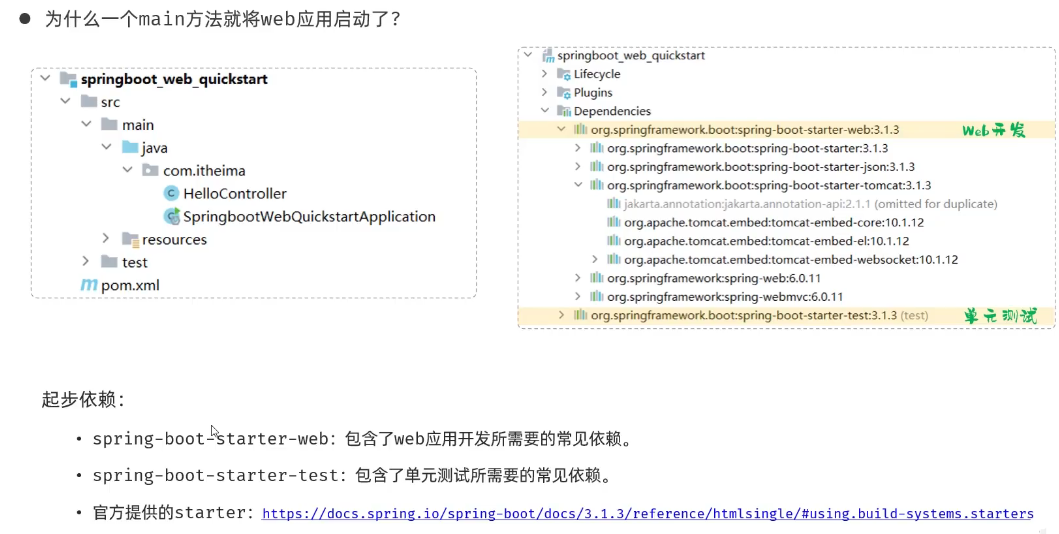 ● 为什么一个main方法就将web应用启动了?
springboot_web_quickstart
src
main
java
com.itheima
HelloController
SpringbootWebQuickstartApplication
resources
test
pom.xml
springboot_web_quickstart
Lifecycle
Plugins
Dependencies
org.springframework.boot:spring-boot-starter-web:3.1.3 Web开发
org.springframework.boot:spring-boot-starter:3.1.3
org.springframework.boot:spring-boot-starter-json:3.1.3
org.springframework.boot:spring-boot-starter-tomcat:3.1.3
jakarta.annotation:jakarta.annotation-api:2.1.1 (omitted for duplicate)
org.apache.tomcat.embed:tomcat-embed-core:10.1.12
org.apache.tomcat.embed:tomcat-embed-el:10.1.12
org.apache.tomcat.embed:tomcat-embed-websocket:10.1.12
org.springframework:spring-web:6.0.11
org.springframework:spring-webmvc:6.0.11
org.springframework.boot:spring-boot-starter-test:3.1.3 (test) 单元测试
起步依赖:
• spring-boot-starter-web: 包含了web应用开发所需要的常见依赖。
• spring-boot-starter-test: 包含了单元测试所需要的常见依赖。
• 官方提供的starter: https://docs.spring.io/spring-boot/docs/3.1.3/reference/htmlsingle/#using.build-systems.starters